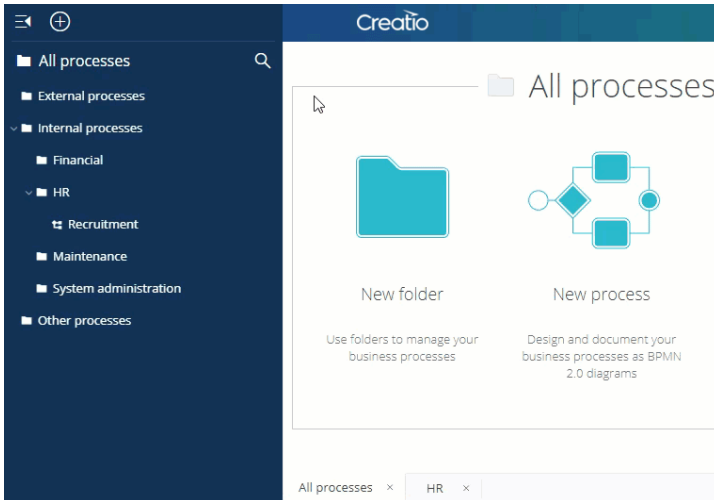 Creatio
All processes
External processes
Internal processes
Financial
HR
Recruitment
Maintenance
System administration
Other processes
All processes
New folder
Use folders to manage your
business processes
New process
Design and document your
business processes as BPMN
2.0 diagrams
All processes ×
HR ×